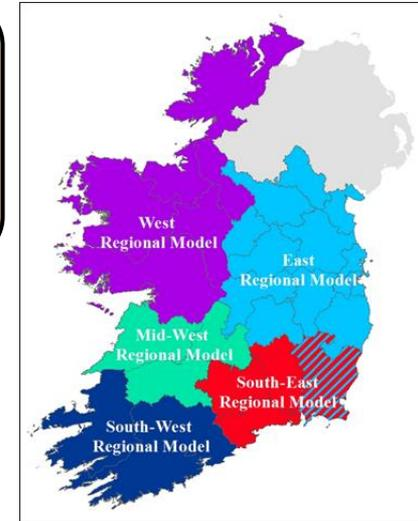 West
Regional Model
East
Regional Model
Mid-West
Regional Model
South-East
Regional Model
South-West
Regional Model